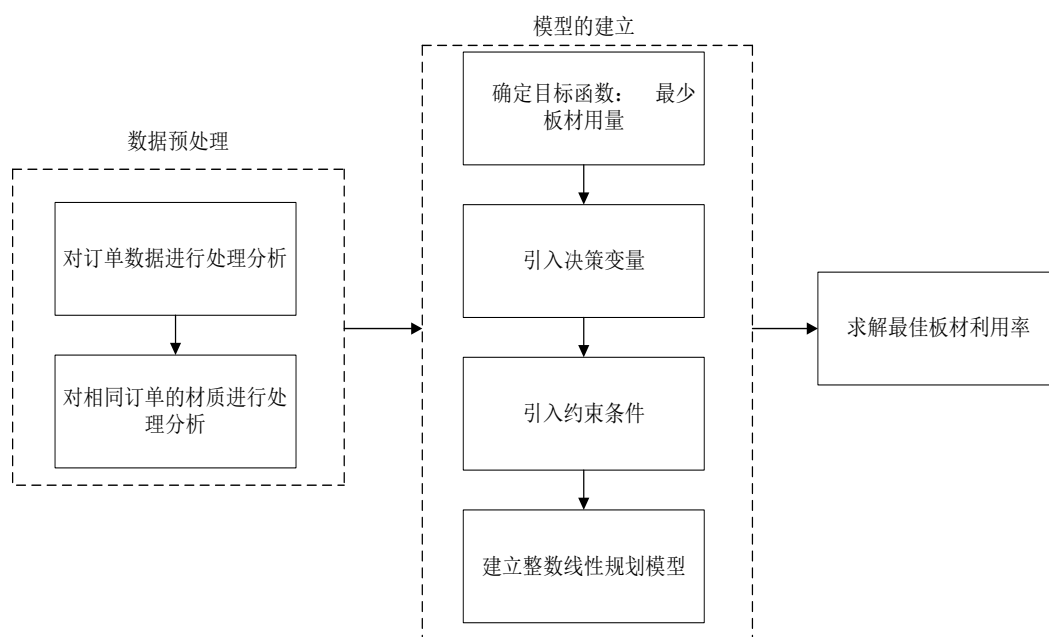 数据预处理
对订单数据进行处理分析
对相同订单的材质进行处
理分析
模型的建立
确定目标函数： 最少
板材用量
引入决策变量
引入约束条件
建立整数线性规划模型
求解最佳板材利用率